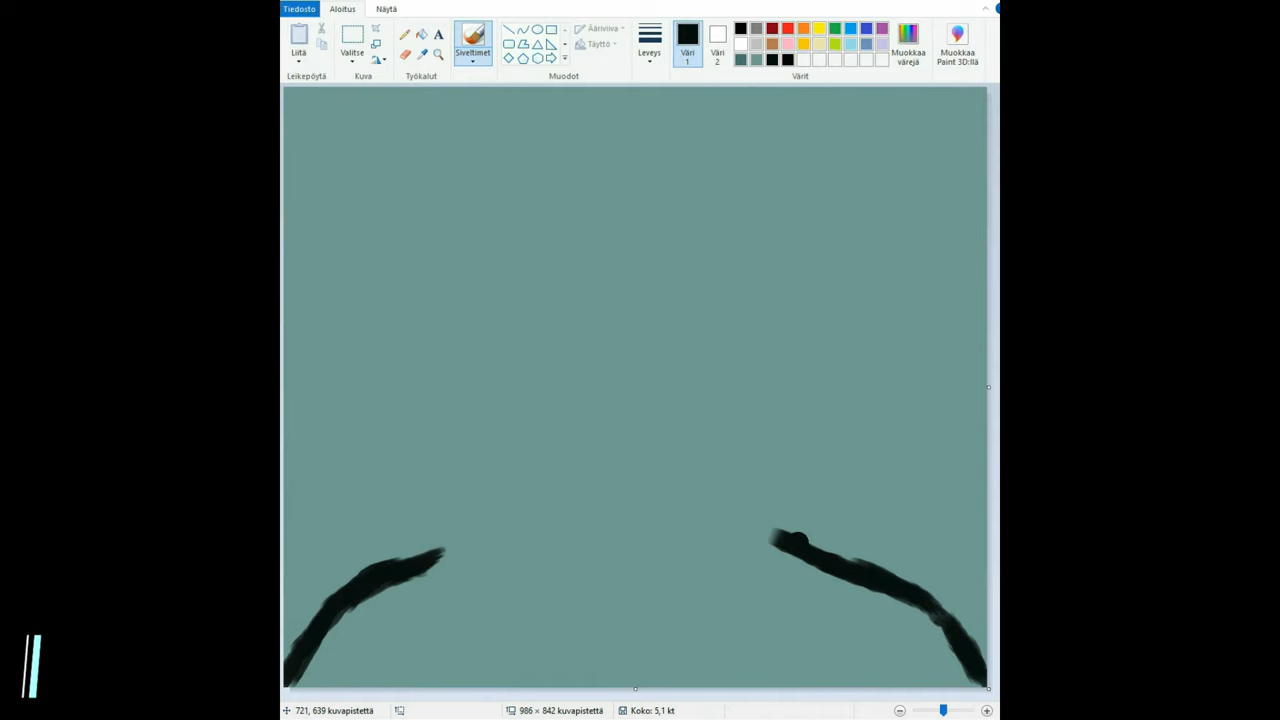 Tiedosto Aloitus Näytä
Liitä Valitse Siveltimet Ääriviiva Täyttö Leveys Väri 1 Väri 2 Muokkaa värejä Muokkaa Paint 3D:llä
Leikepöytä Kuva Työkalut Muodot Värit
721, 639 kuvapistettä 986 × 842 kuvapistettä Koko: 5,1 kt